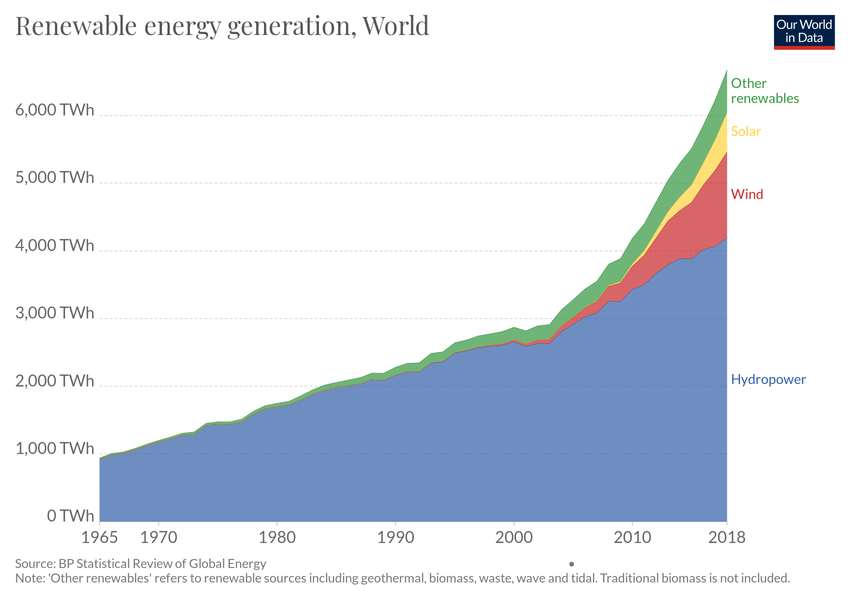 Renewable energy generation, World
Our World
in Data
Other
renewables
6,000 TWh
Solar
5,000 TWh
Wind
4,000 TWh
3,000 TWh
2,000 TWh
Hydropower
1,000 TWh
0 TWh
1965 1970 1980 1990 2000 2010 2018
Source: BP Statistical Review of Global Energy
Note: 'Other renewables' refers to renewable sources including geothermal, biomass, waste, wave and tidal. Traditional biomass is not included.